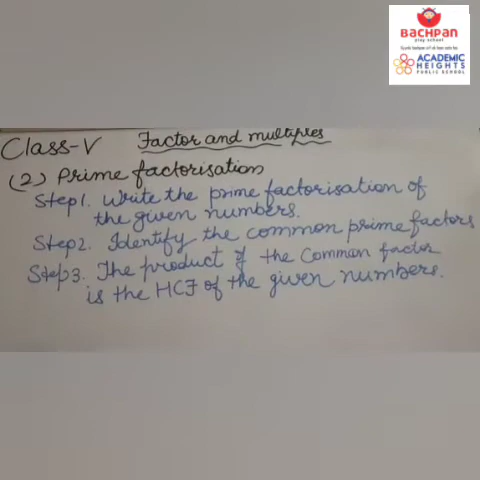 BACHPAN
play school
ACADEMIC
HEIGHTS
PUBLIC SCHOOL
Class-V Factor and multiples
(2) Prime factorisation
Step1. Write the prime factorisation of
the given numbers.
Step2. Identify the common prime factors
Step3. The product of the Common factor
is the HCF of the given numbers.